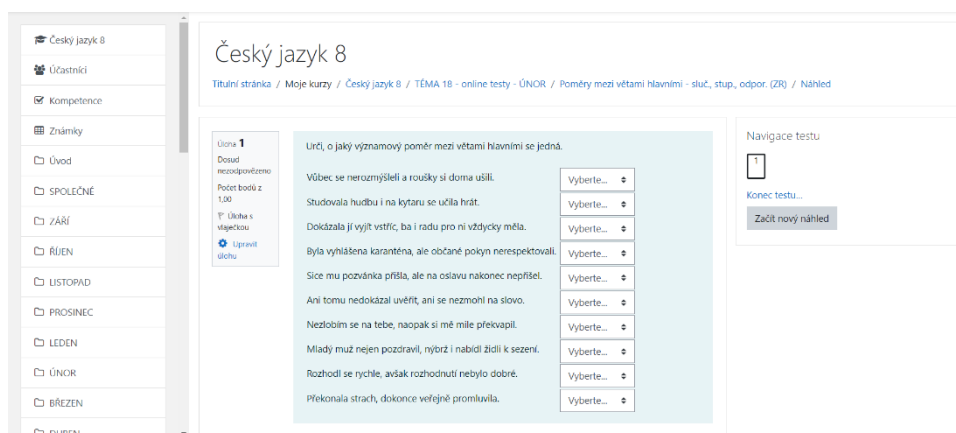 Český jazyk 8
Účastníci
Kompetence
Známky
Úvod
SPOLEČNÉ
ZÁŘÍ
ŘÍJEN
LISTOPAD
PROSINEC
LEDEN
ÚNOR
BŘEZEN
DUBEN
Český jazyk 8
Titulní stránka / Moje kurzy / Český jazyk 8 / TÉMA 18 - online testy - ÚNOR / Poměry mezi větami hlavními - sluč., stup., odpor. (ZR) / Náhled
Úloha 1
Dosud
nezodpovězeno
Počet bodů z
1,00
Úloha s
vlaječkou
Upravit
úlohu
Urči, o jaký významový poměr mezi větami hlavními se jedná.
Vůbec se nerozmýšleli a roušky si doma ušili. Vyberte...
Studovala hudbu i na kytaru se učila hrát. Vyberte...
Dokázala jí vyjít vstříc, ba i radu pro ni vždycky měla. Vyberte...
Byla vyhlášena karanténa, ale občané pokyn nerespektovali. Vyberte...
Sice mu pozvánka přišla, ale na oslavu nakonec nepřišel. Vyberte...
Ani tomu nedokázal uvěřit, ani se nezmohl na slovo. Vyberte...
Nezlobím se na tebe, naopak si mě mile překvapil. Vyberte...
Mladý muž nejen pozdravil, nýbrž i nabídl židli k sezení. Vyberte...
Rozhodl se rychle, avšak rozhodnutí nebylo dobré. Vyberte...
Překonala strach, dokonce veřejně promluvila. Vyberte...
Navigace testu
1
Konec testu...
Začít nový náhled